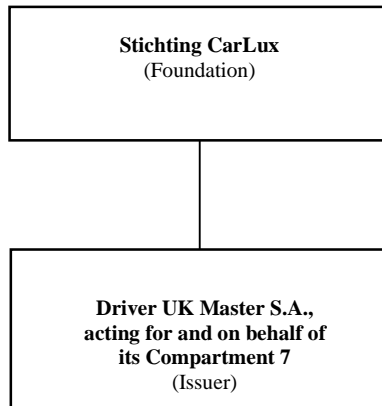 Stichting CarLux
(Foundation)
Driver UK Master S.A.,
acting for and on behalf of
its Compartment 7
(Issuer)